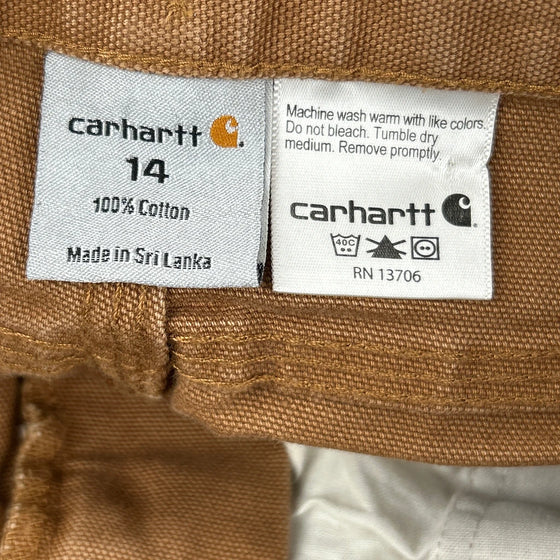 carhartt
14
100% Cotton
Made in Sri Lanka
Machine wash warm with like colors.
Do not bleach. Tumble dry
medium. Remove promptly.
carhartt
40C
RN 13706